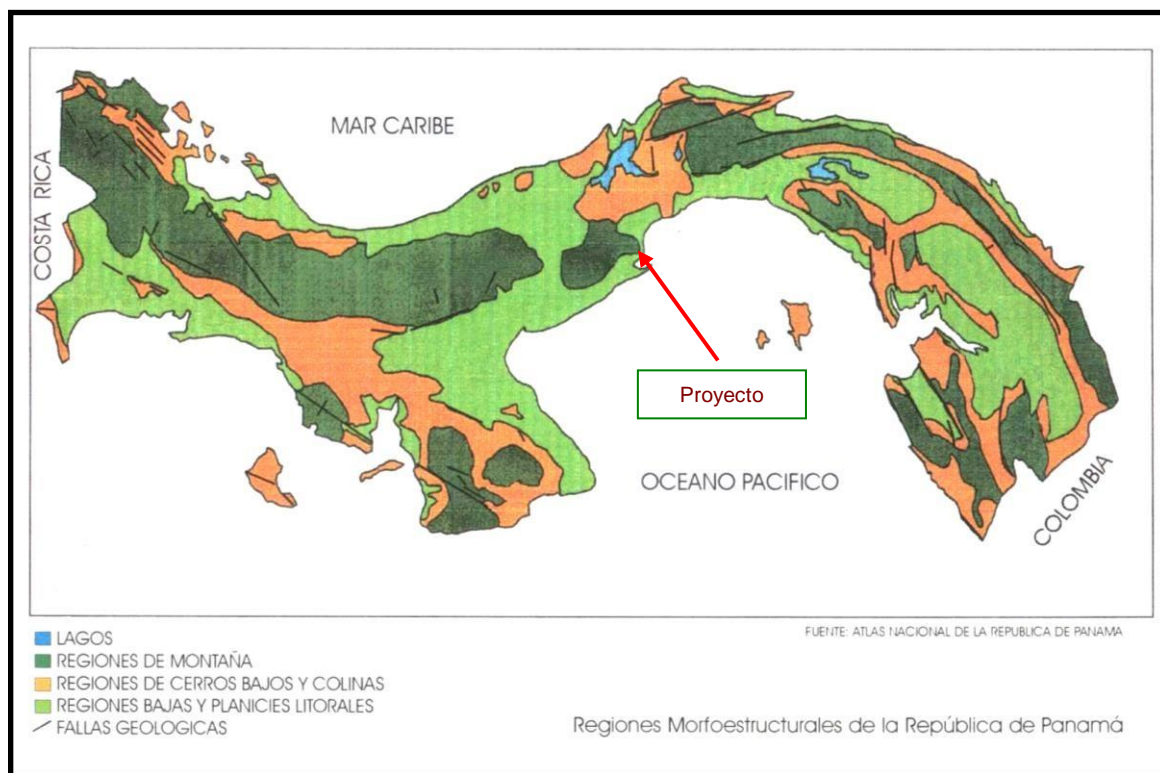 MAR CARIBE
COSTA RICA
Proyecto
OCEANO PACIFICO
COLOMBIA
FUENTE: ATLAS NACIONAL DE LA REPUBLICA DE PANAMA
LAGOS
REGIONES DE MONTAÑA
REGIONES DE CERROS BAJOS Y COLINAS
REGIONES BAJAS Y PLANICIES LITORALES
FALLAS GEOLOGICAS
Regiones Morfoestructurales de la República de Panamá